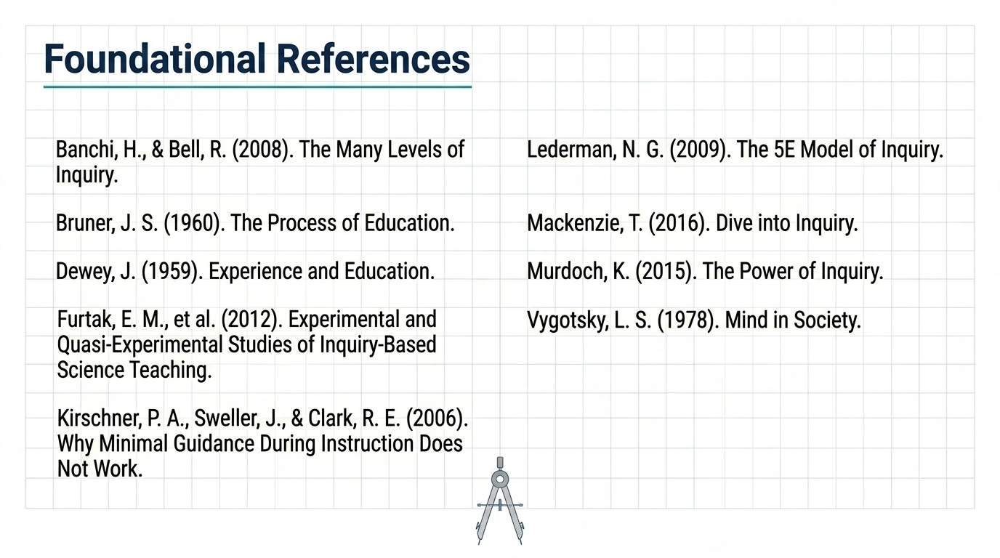 Foundational References
Banchi, H., & Bell, R. (2008). The Many Levels of
Inquiry.
Bruner, J. S. (1960). The Process of Education.
Dewey, J. (1959). Experience and Education.
Furtak, E. M., et al. (2012). Experimental and
Quasi-Experimental Studies of Inquiry-Based
Science Teaching.
Kirschner, P. A., Sweller, J., & Clark, R. E. (2006).
Why Minimal Guidance During Instruction Does
Not Work.
Lederman, N. G. (2009). The 5E Model of Inquiry.
Mackenzie, T. (2016). Dive into Inquiry.
Murdoch, K. (2015). The Power of Inquiry.
Vygotsky, L. S. (1978). Mind in Society.